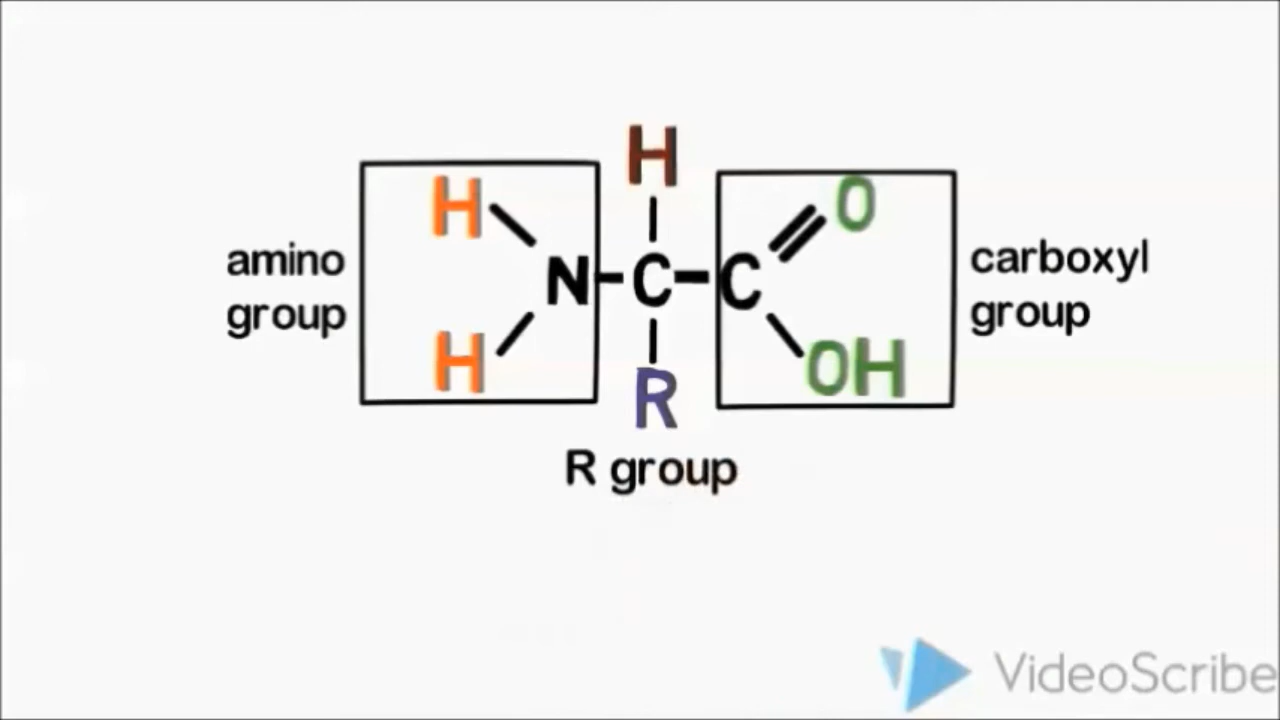 H
H O
amino
group
N C C
carboxyl
group
H R OH
R group
VideoScribe